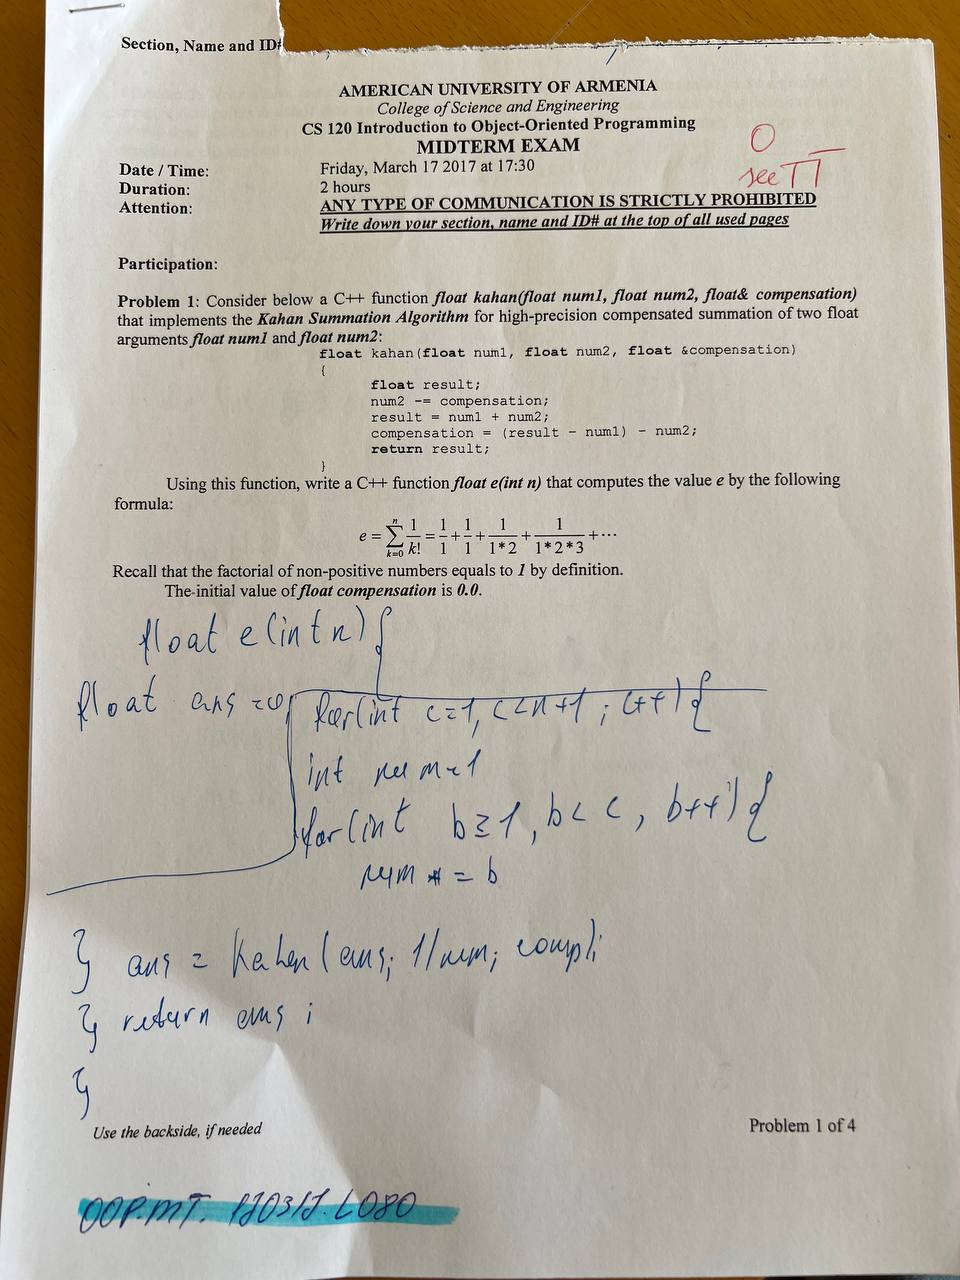 Section, Name and ID#
AMERICAN UNIVERSITY OF ARMENIA
College of Science and Engineering
CS 120 Introduction to Object-Oriented Programming
MIDTERM EXAM
0
see TT
Date / Time: Friday, March 17 2017 at 17:30
Duration: 2 hours
Attention: ANY TYPE OF COMMUNICATION IS STRICTLY PROHIBITED
Write down your section, name and ID# at the top of all used pages
Participation:
Problem 1: Consider below a C++ function float kahan(float num1, float num2, float& compensation)
that implements the Kahan Summation Algorithm for high-precision compensated summation of two float
arguments float num1 and float num2:
float kahan(float num1, float num2, float &compensation)
{
float result;
num2 -= compensation;
result = num1 + num2;
compensation = (result - num1) - num2;
return result;
}
Using this function, write a C++ function float e(int n) that computes the value e by the following
formula:
e = ∑ₖ₌₀ⁿ 1/k! = 1/1 + 1/1 + 1/1*2 + 1/1*2*3 + ···
Recall that the factorial of non-positive numbers equals to 1 by definition.
The initial value of float compensation is 0.0.
float e(int n){
float ans=0; for(int c=1, c<n+1; c++){
int num=1
for(int b=1, b<c, b++){
num *= b
} ans = Kahen(ans; 1/num; comp);
} return ans;
}
Use the backside, if needed
Problem 1 of 4
OOP.MT. 170317.L080